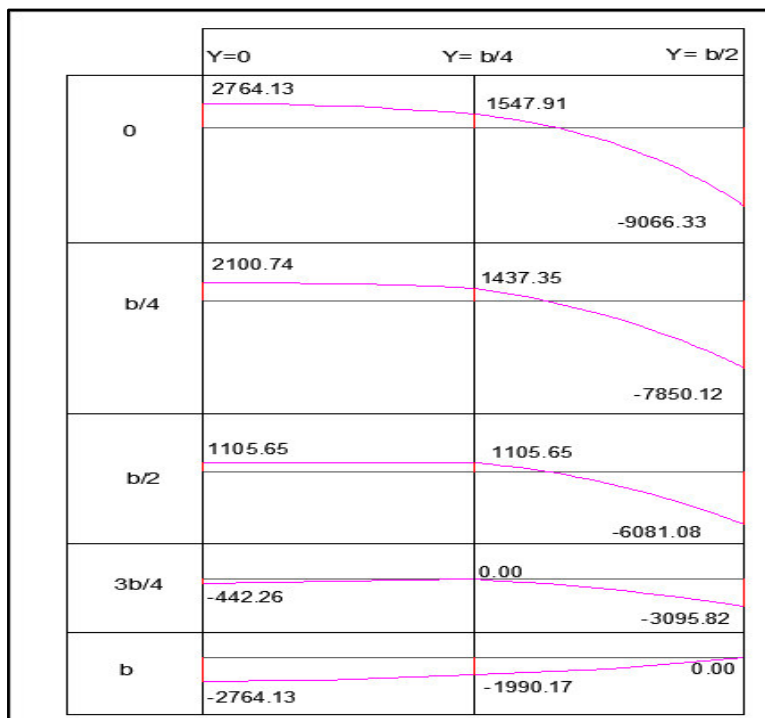 Y=0 Y= b/4 Y= b/2
2764.13 1547.91
0
-9066.33
2100.74 1437.35
b/4
-7850.12
1105.65 1105.65
b/2
-6081.08
0.00
3b/4
-442.26
-3095.82
b
0.00
-2764.13 -1990.17